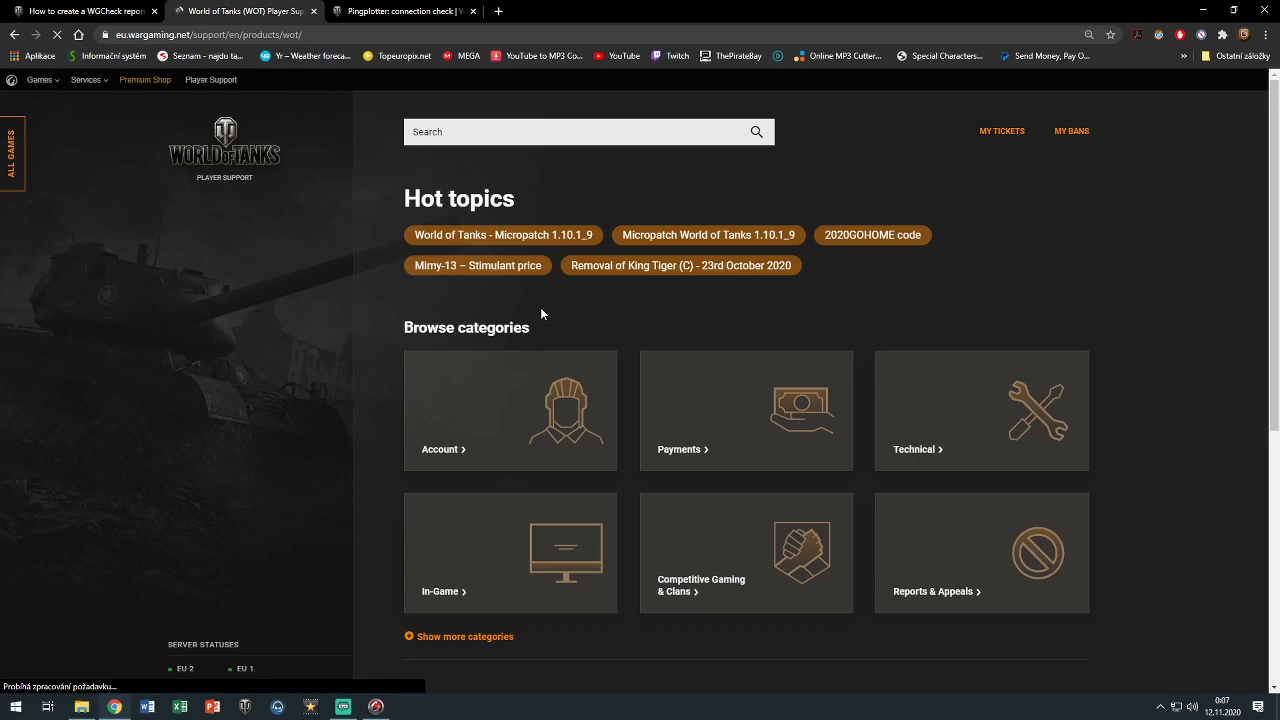 How to create a repor
World of Tanks (WOT) Player Sup
Pingtesty a check | V
eu.wargaming.net/support/en/products/wot/
Aplikace
Informační systém
Seznam - najdu ta...
Yr – Weather foreca...
Topeuropix.net
MEGA
YouTube to MP3 Co...
YouTube
Twitch
ThePirateBay
Online MP3 Cutter...
Special Characters...
Send Money, Pay O...
»
Ostatní záložky
Games
Services
Premium Shop
Player Support
ALL GAMES
WORLD OF TANKS
PLAYER SUPPORT
Search
MY TICKETS
MY BANS
Hot topics
World of Tanks - Micropatch 1.10.1_9
Micropatch World of Tanks 1.10.1_9
2020GOHOME code
Mirny-13 – Stimulant price
Removal of King Tiger (C) - 23rd October 2020
Browse categories
Account
Payments
Technical
In-Game
Competitive Gaming
& Clans
Reports & Appeals
Show more categories
SERVER STATUSES
EU 2
EU 1
Probíhá zpracování požadavku...
0:07
12.11.2020